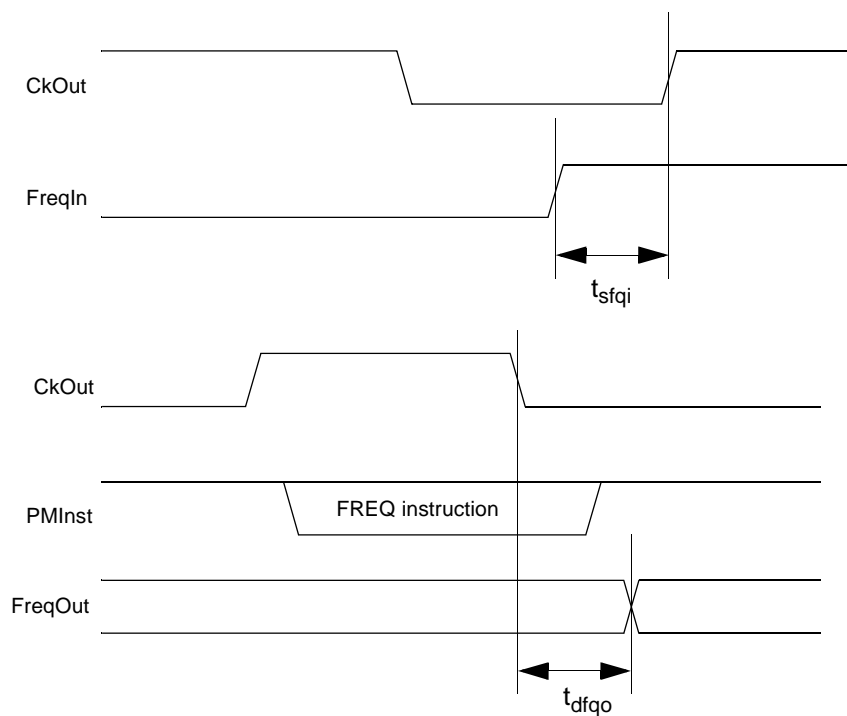 CkOut
FreqIn
tsfqi
CkOut
PMInst
FREQ instruction
FreqOut
tdfqo